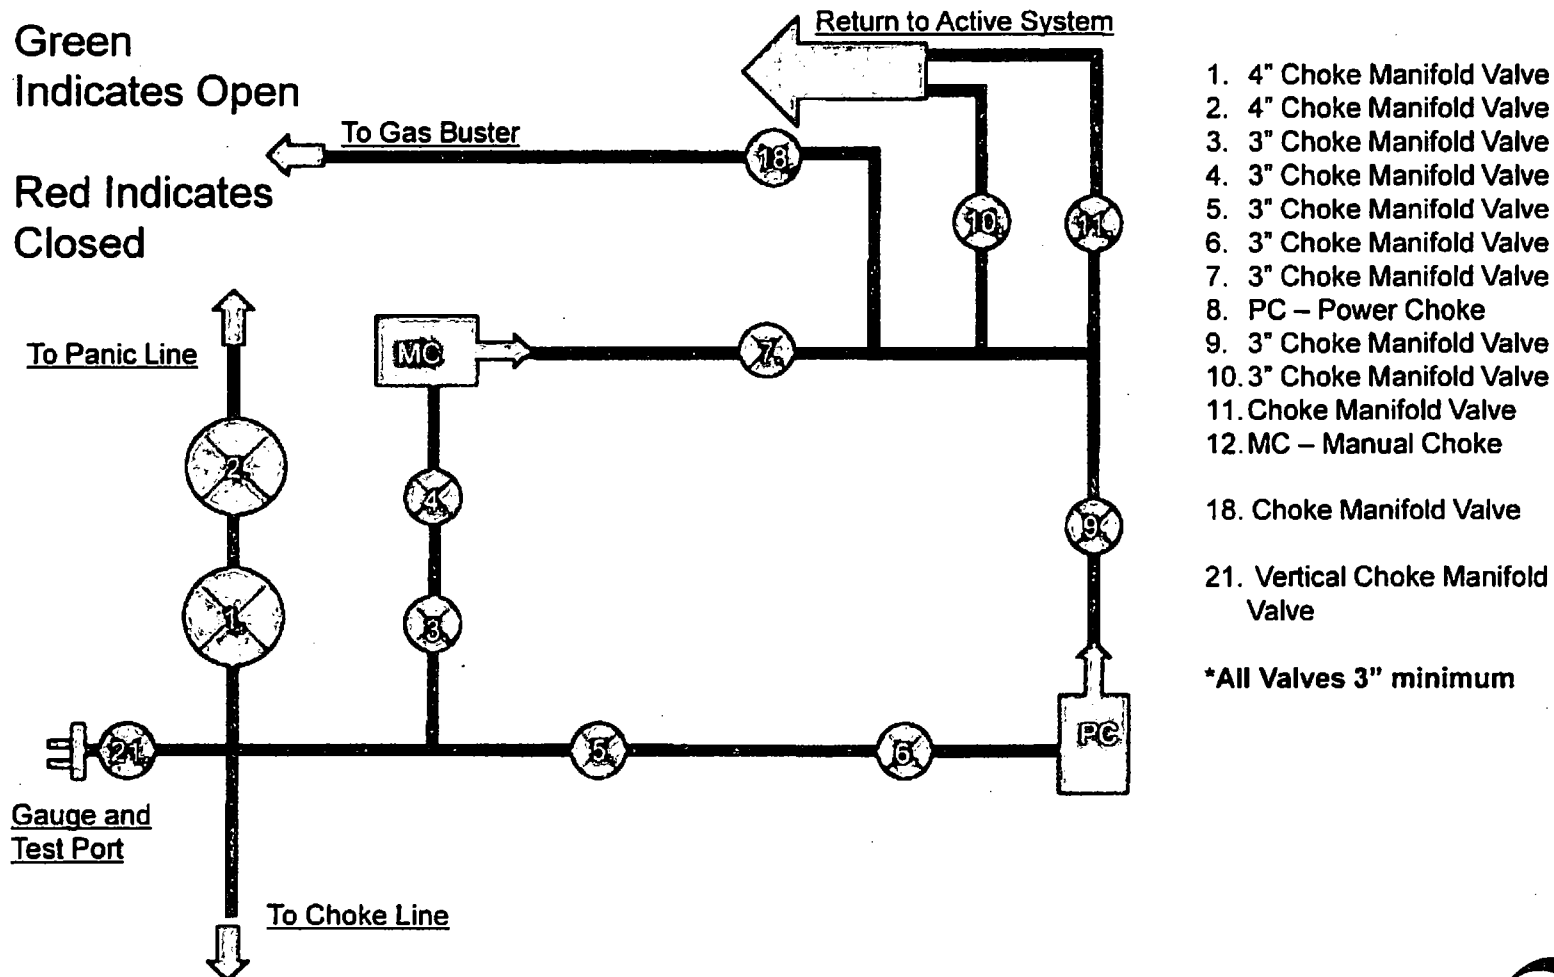 Green
Indicates Open
Red Indicates
Closed
Return to Active System
To Gas Buster
18
10.
11.
To Panic Line
MC
7.
2.
4.
9.
1.
3.
21.
5.
6.
PC
Gauge and
Test Port
To Choke Line
1. 4" Choke Manifold Valve
2. 4" Choke Manifold Valve
3. 3" Choke Manifold Valve
4. 3" Choke Manifold Valve
5. 3" Choke Manifold Valve
6. 3" Choke Manifold Valve
7. 3" Choke Manifold Valve
8. PC – Power Choke
9. 3" Choke Manifold Valve
10. 3" Choke Manifold Valve
11. Choke Manifold Valve
12. MC – Manual Choke
18. Choke Manifold Valve
21. Vertical Choke Manifold
Valve
*All Valves 3" minimum